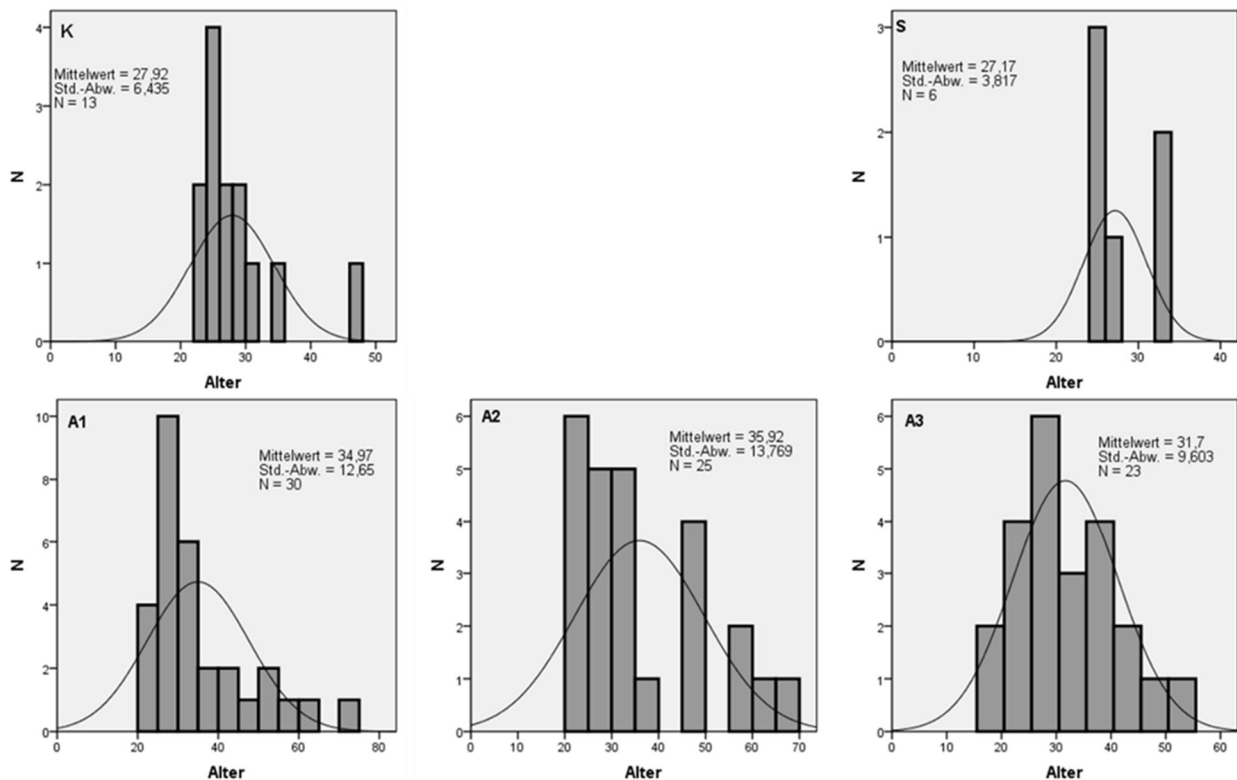 K
Mittelwert = 27,92
Std.-Abw. = 6,435
N = 13
4
3
2
1
0
N
0 10 20 30 40 50
Alter
S
Mittelwert = 27,17
Std.-Abw. = 3,817
N = 6
3
2
1
0
N
0 10 20 30 40
Alter
A1
Mittelwert = 34,97
Std.-Abw. = 12,65
N = 30
10
8
6
4
2
0
N
0 20 40 60 80
Alter
A2
Mittelwert = 35,92
Std.-Abw. = 13,769
N = 25
6
5
4
3
2
1
0
N
0 10 20 30 40 50 60 70
Alter
A3
Mittelwert = 31,7
Std.-Abw. = 9,603
N = 23
6
5
4
3
2
1
0
N
0 10 20 30 40 50 60
Alter